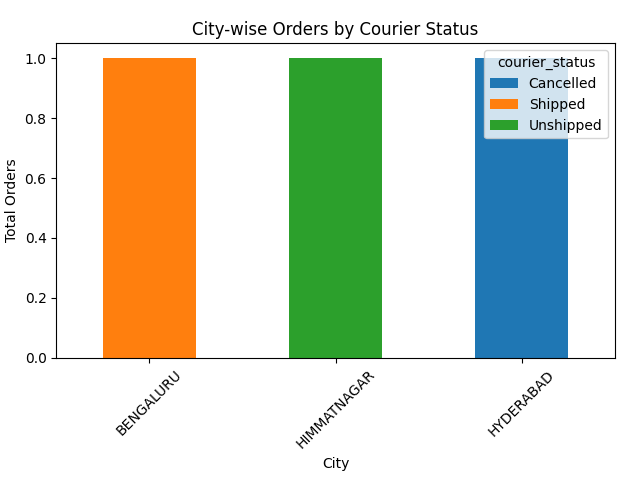 City-wise Orders by Courier Status
courier_status
Cancelled
Shipped
Unshipped
Total Orders
1.0
0.8
0.6
0.4
0.2
0.0
BENGALURU
HIMMATNAGAR
HYDERABAD
City